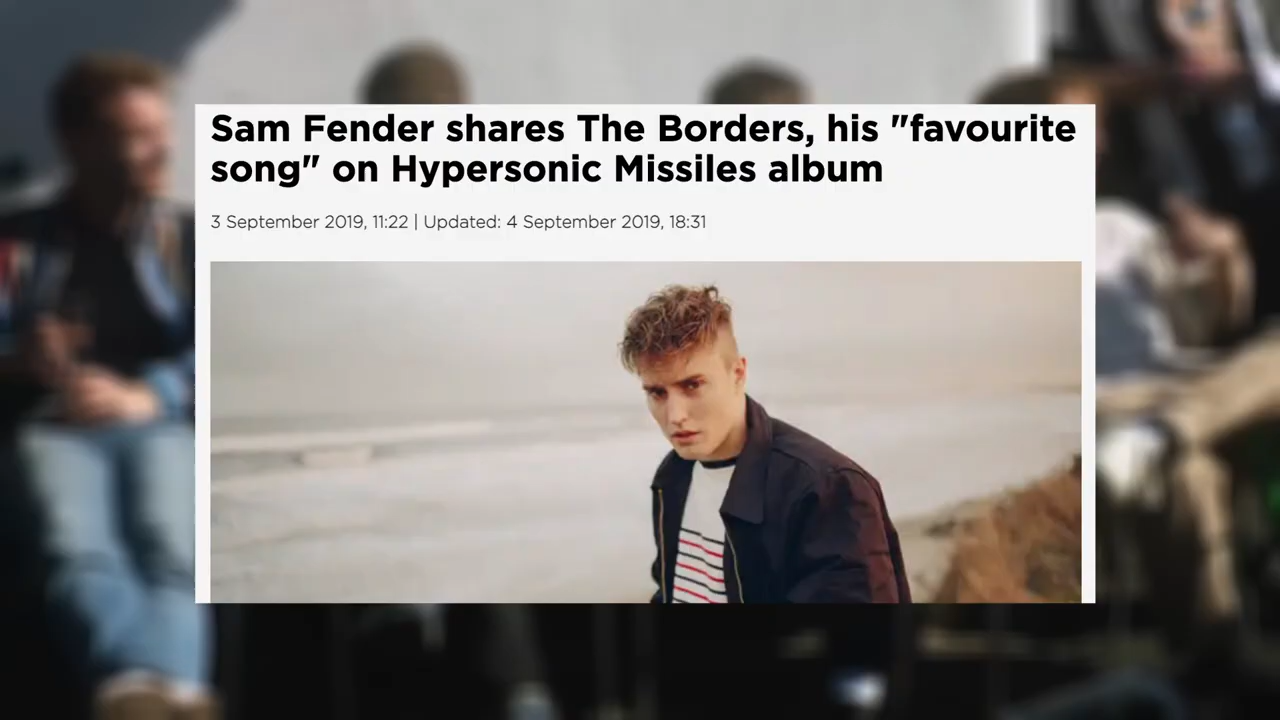 Sam Fender shares The Borders, his "favourite
song" on Hypersonic Missiles album
3 September 2019, 11:22 | Updated: 4 September 2019, 18:31